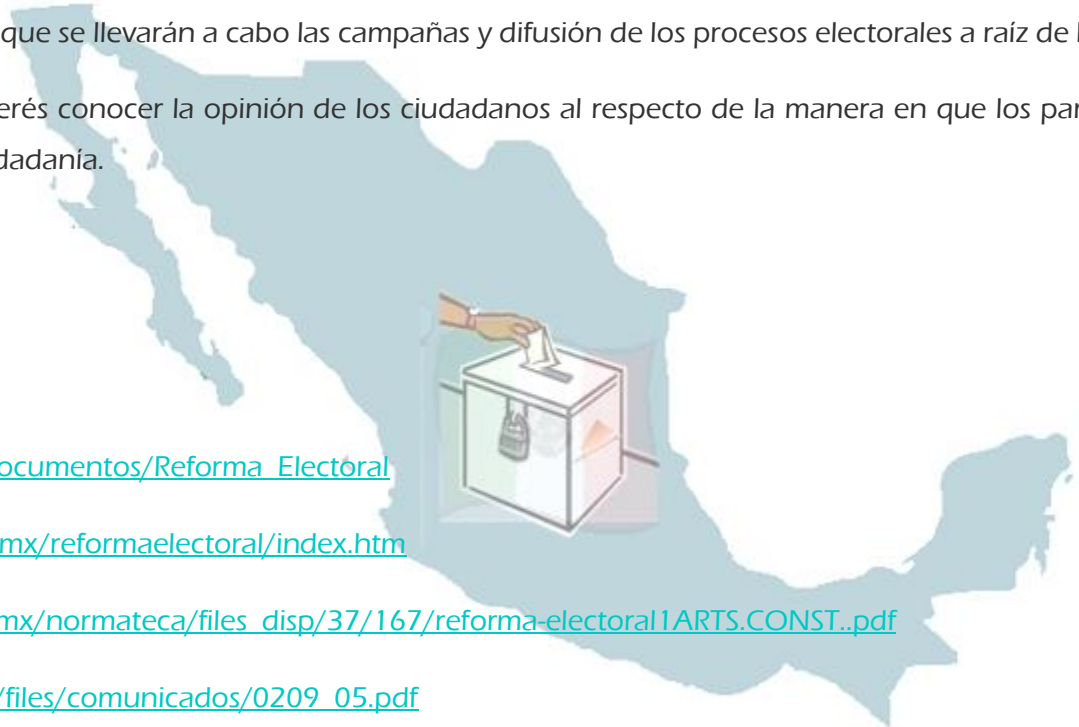 que se llevarán a cabo las campañas y difusión de los procesos electorales a raíz de l
erés conocer la opinión de los ciudadanos al respecto de la manera en que los par
dadanía.
ocumentos/Reforma_Electoral
mx/reformaelectoral/index.htm
mx/normateca/files_disp/37/167/reforma-electoral1ARTS.CONST..pdf
/files/comunicados/0209_05.pdf